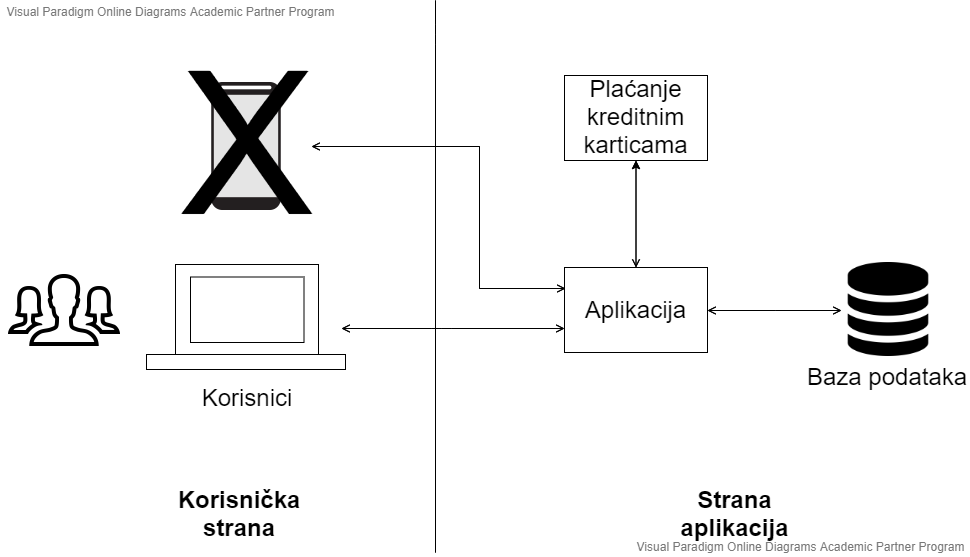 Visual Paradigm Online Diagrams Academic Partner Program
Plaćanje
kreditnim
karticama
Aplikacija
Baza podataka
Korisnici
Korisnička
strana
Strana
aplikacija
Visual Paradigm Online Diagrams Academic Partner Program